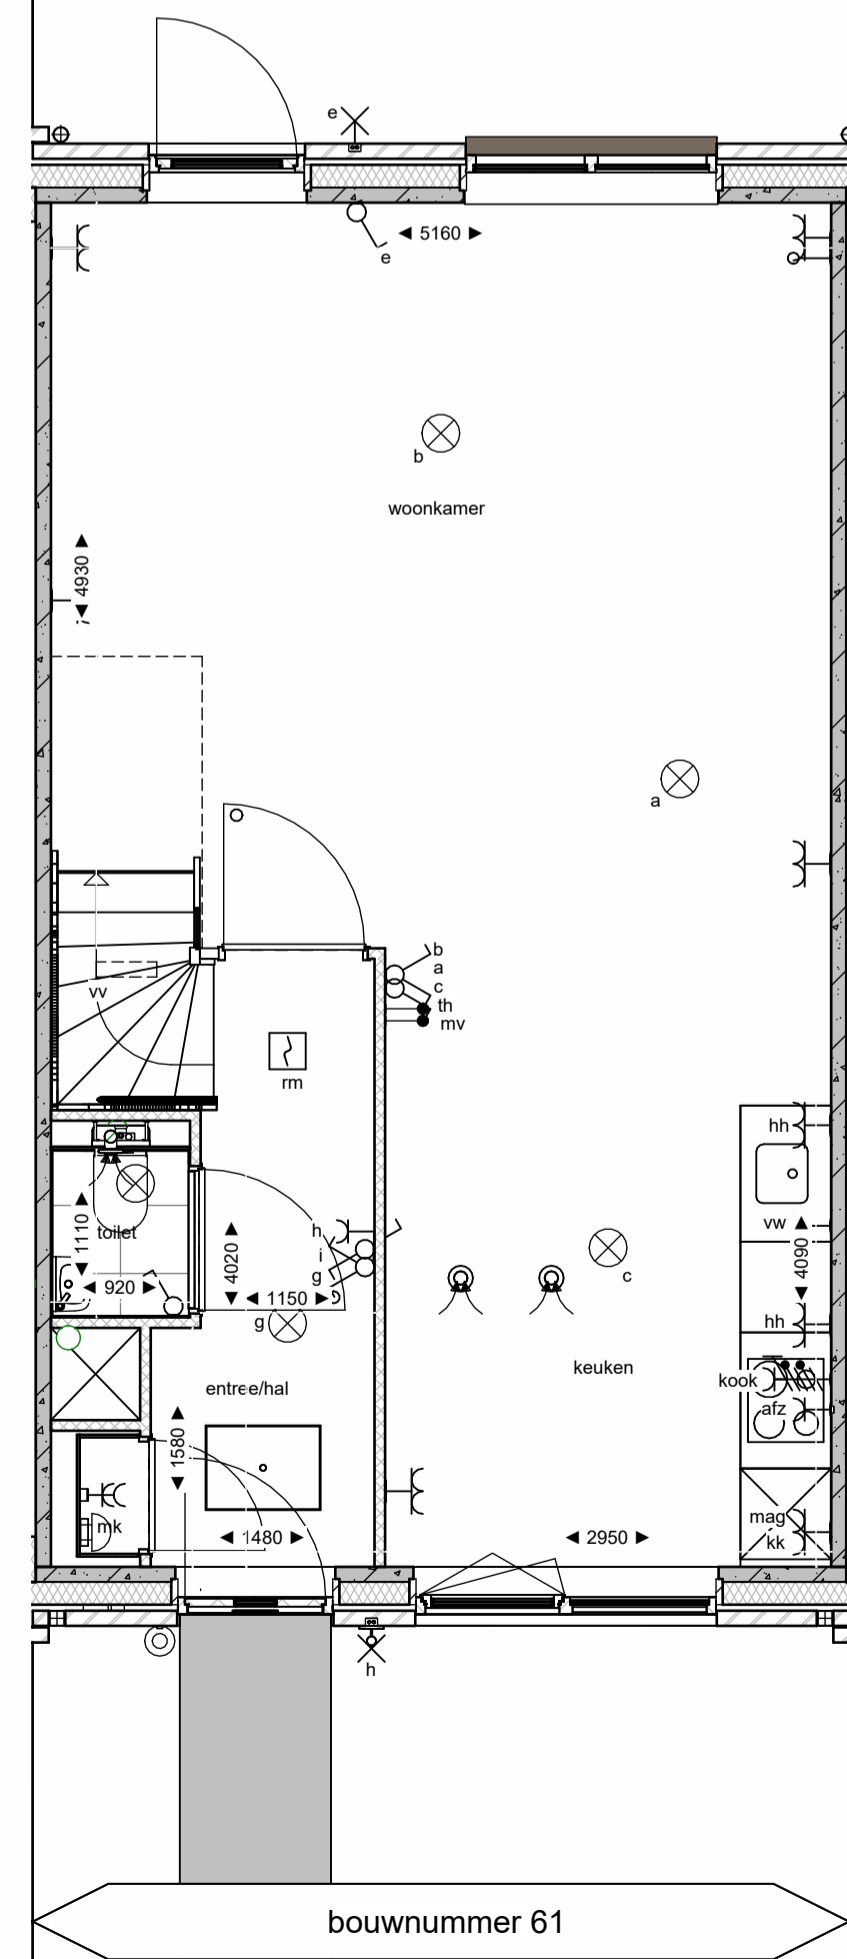 e
5160
e
b
woonkamer
4930
a
b
a
c
th
mv
vv
rm
hh
toilet
1110
920
4020
h
i
g
1150
g
vw
4090
c
hh
keuken
kook
afz
entree/hal
1580
1480
2950
mk
mag
kk
h
bouwnummer 61